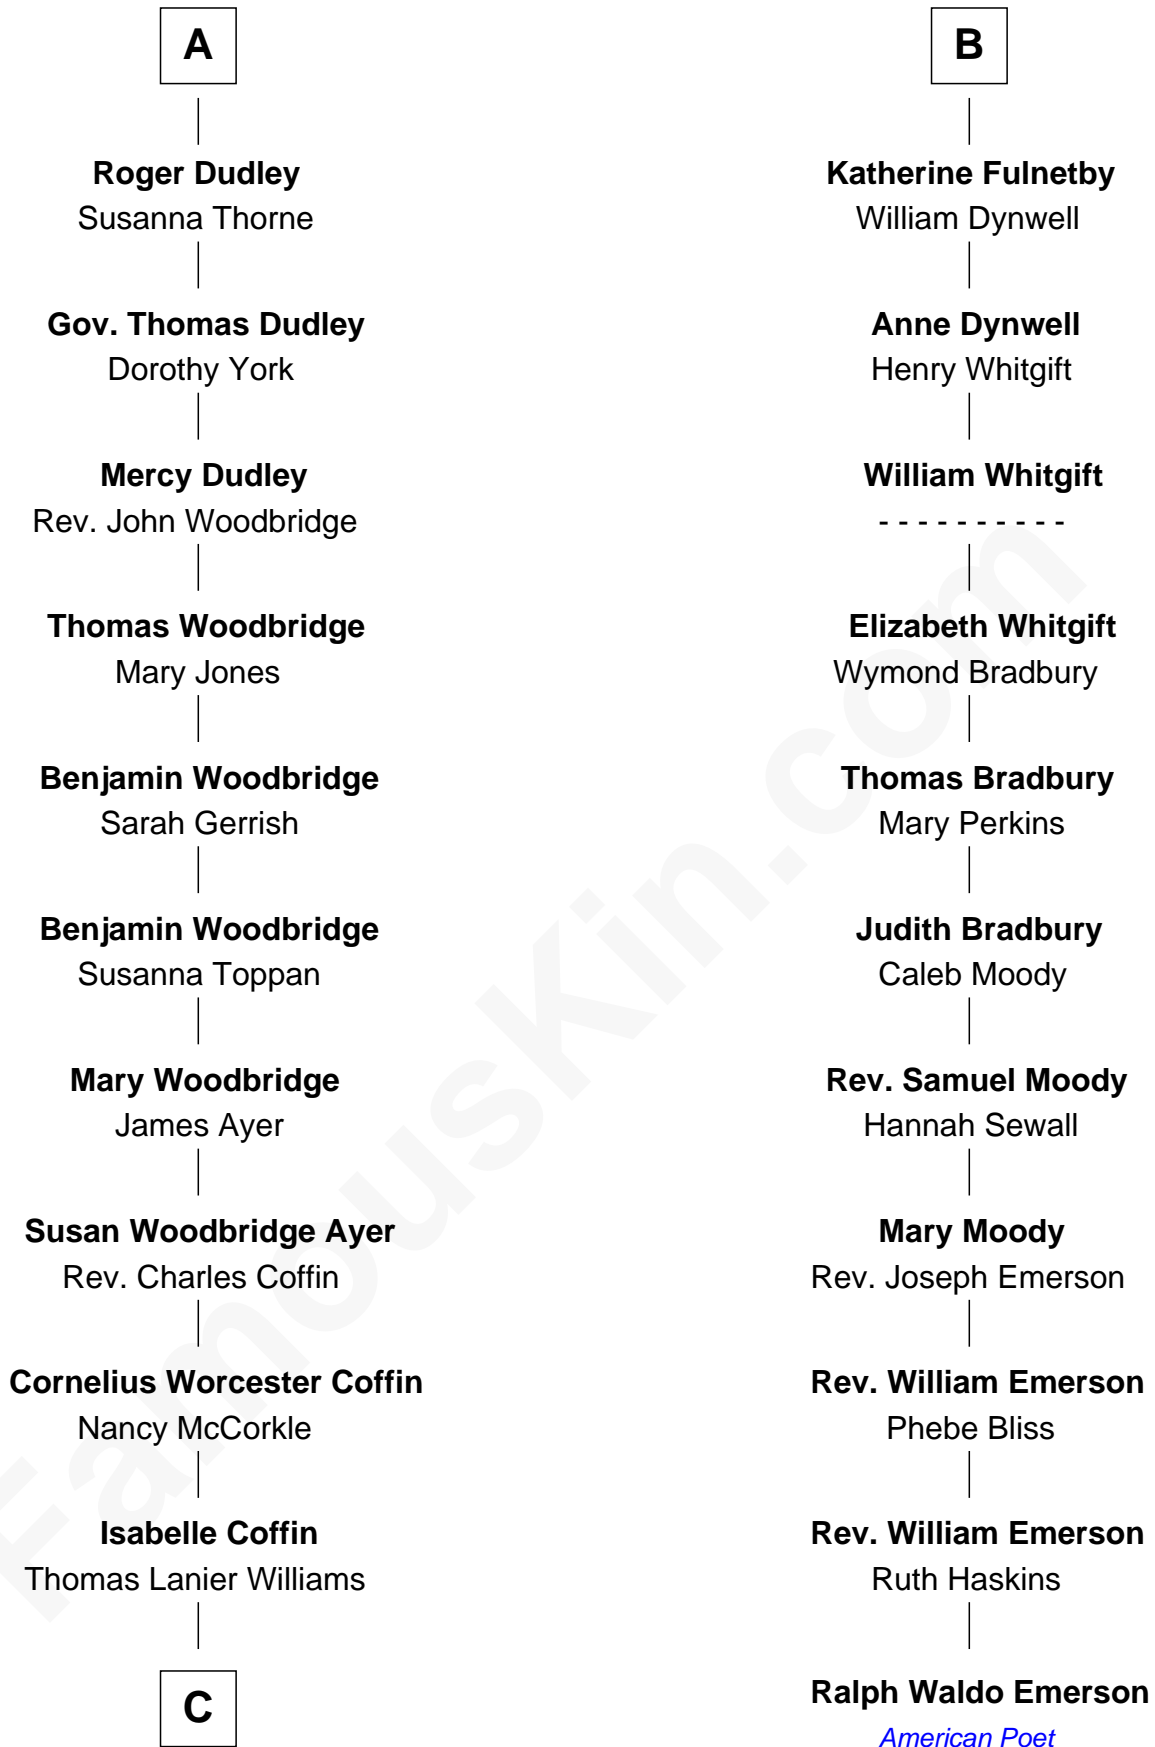 A
Roger Dudley
Susanna Thorne
Gov. Thomas Dudley
Dorothy York
Mercy Dudley
Rev. John Woodbridge
Thomas Woodbridge
Mary Jones
Benjamin Woodbridge
Sarah Gerrish
Benjamin Woodbridge
Susanna Toppan
Mary Woodbridge
James Ayer
Susan Woodbridge Ayer
Rev. Charles Coffin
Cornelius Worcester Coffin
Nancy McCorkle
Isabelle Coffin
Thomas Lanier Williams
C
B
Katherine Fulnetby
William Dynwell
Anne Dynwell
Henry Whitgift
William Whitgift
- - - - - - - - - -
Elizabeth Whitgift
Wymond Bradbury
Thomas Bradbury
Mary Perkins
Judith Bradbury
Caleb Moody
Rev. Samuel Moody
Hannah Sewall
Mary Moody
Rev. Joseph Emerson
Rev. William Emerson
Phebe Bliss
Rev. William Emerson
Ruth Haskins
Ralph Waldo Emerson
American Poet
FamousKin.com